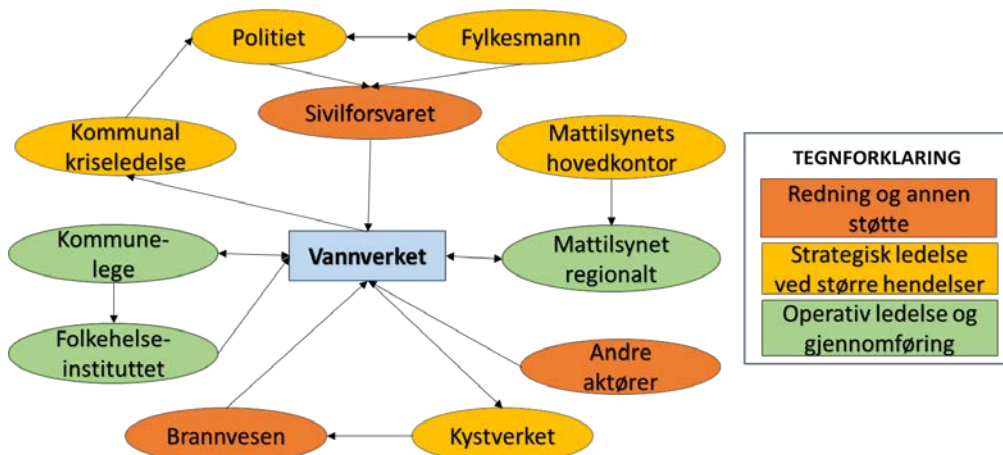 Politiet
Fylkesmann
Sivilforsvaret
Kommunal
kriseledelse
Mattilsynets
hovedkontor
Kommune-
lege
Vannverket
Mattilsynet
regionalt
Folkehelse-
instituttet
Andre
aktører
Brannvesen
Kystverket
TEGNFORKLARING
Redning og annen
støtte
Strategisk ledelse
ved større hendelser
Operativ ledelse og
gjennomføring